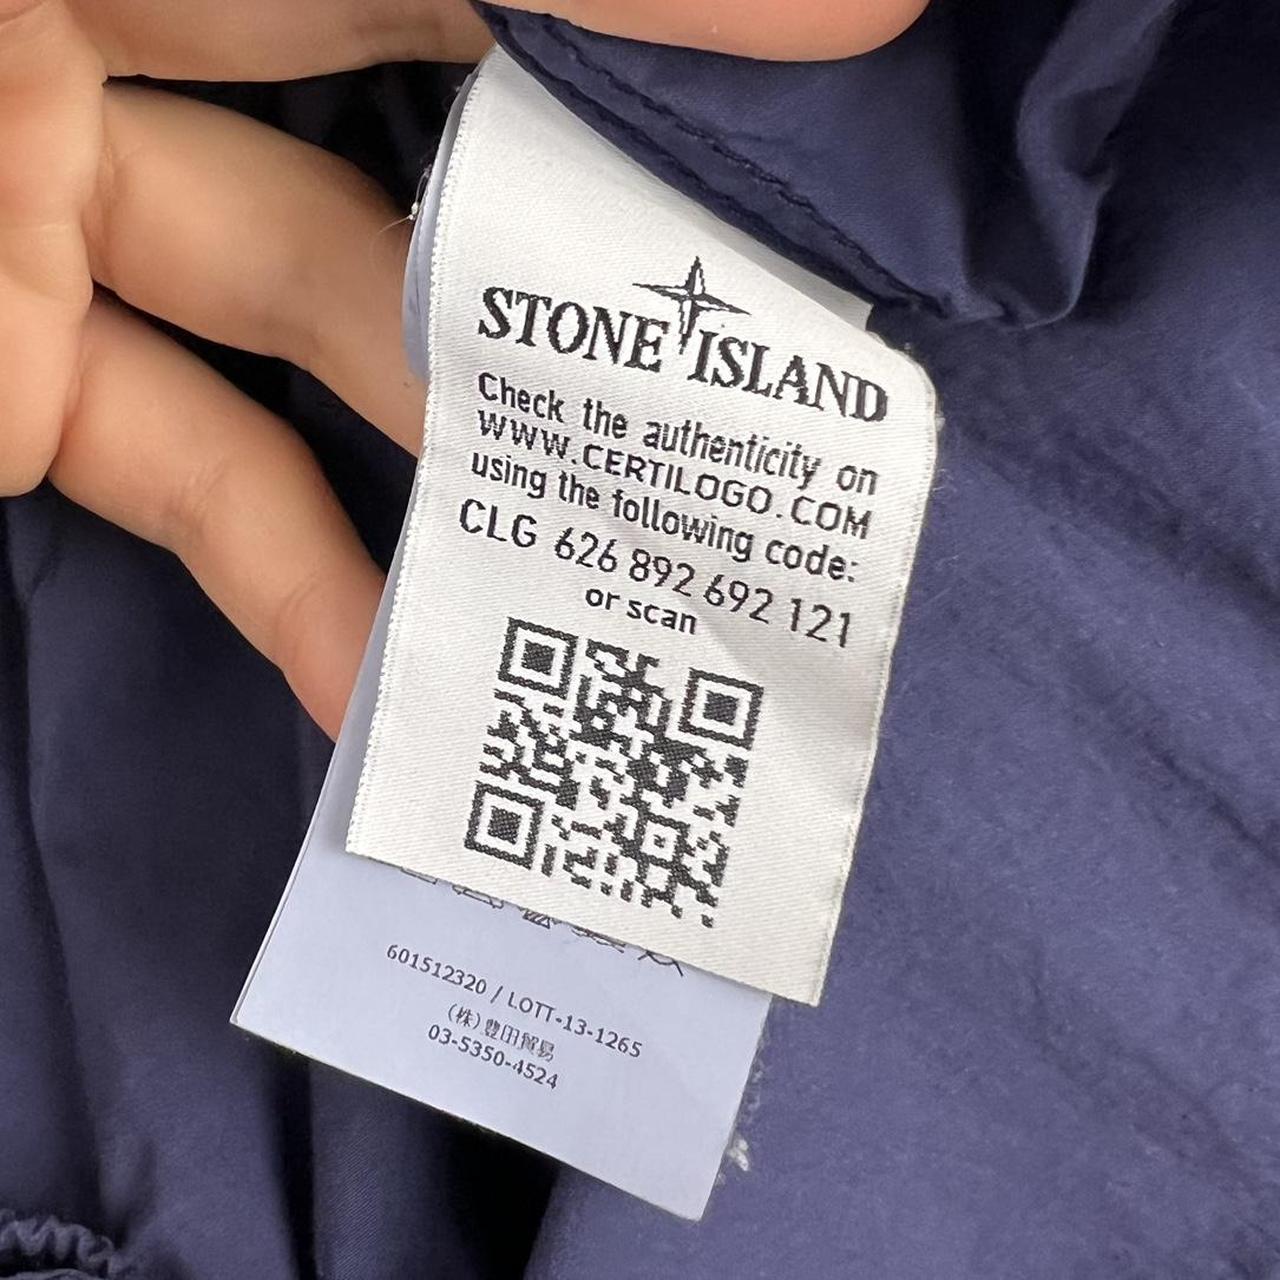 STONE ISLAND
Check the authenticity on
WWW.CERTILOGO.COM
using the following code:
CLG 626 892 692 121
or scan
601512320 / LOTT-13-1265
(株)豊田貿易
03-5350-4524